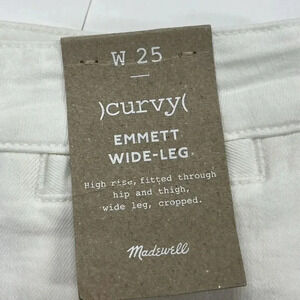 W 25
)curvy(
EMMETT
WIDE-LEG
High rise, fitted through
hip and thigh,
wide leg, cropped.
Madewell